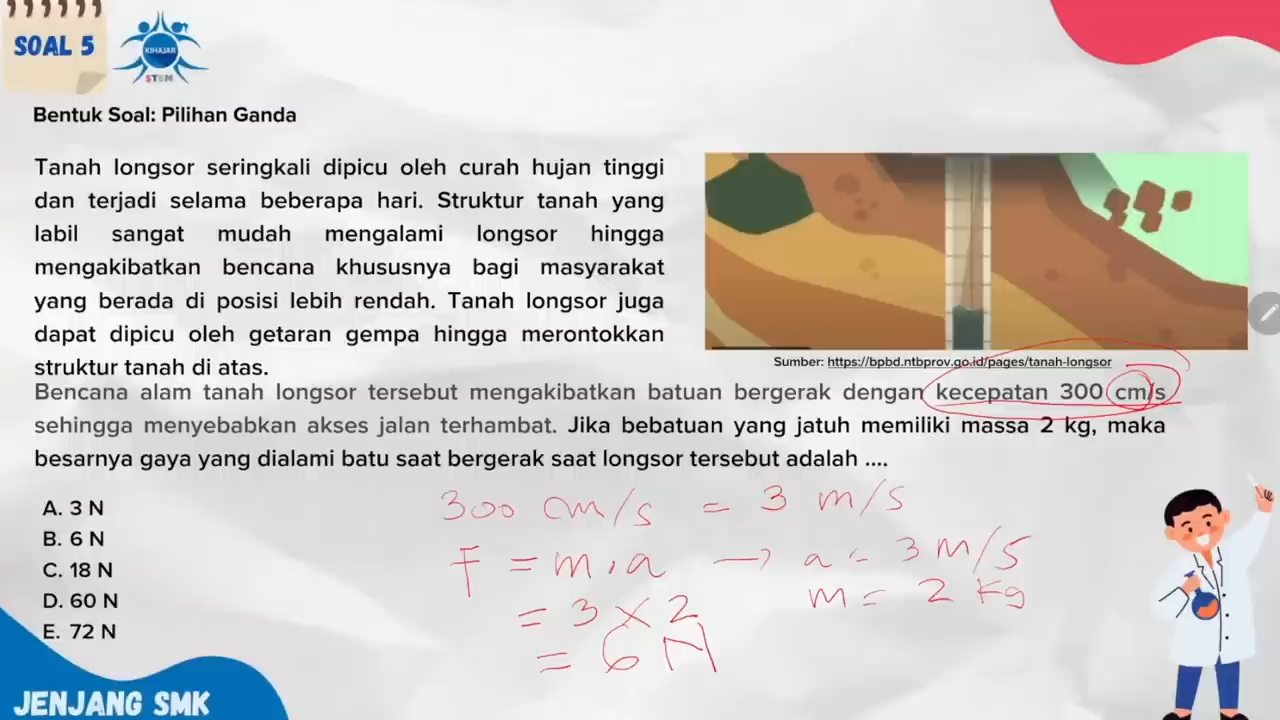 SOAL 5
KIHAJAR
STEM
Bentuk Soal: Pilihan Ganda
Tanah longsor seringkali dipicu oleh curah hujan tinggi
dan terjadi selama beberapa hari. Struktur tanah yang
labil sangat mudah mengalami longsor hingga
mengakibatkan bencana khususnya bagi masyarakat
yang berada di posisi lebih rendah. Tanah longsor juga
dapat dipicu oleh getaran gempa hingga merontokkan
struktur tanah di atas.
Sumber: https://bpbd.ntbprov.go.id/pages/tanah-longsor
Bencana alam tanah longsor tersebut mengakibatkan batuan bergerak dengan kecepatan 300 cm/s
sehingga menyebabkan akses jalan terhambat. Jika bebatuan yang jatuh memiliki massa 2 kg, maka
besarnya gaya yang dialami batu saat bergerak saat longsor tersebut adalah ....
A. 3 N
B. 6 N
C. 18 N
D. 60 N
E. 72 N
300 cm/s = 3 m/s
F = m . a → a = 3 m/s
m = 2 kg
= 3 × 2
= 6 N
JENJANG SMK